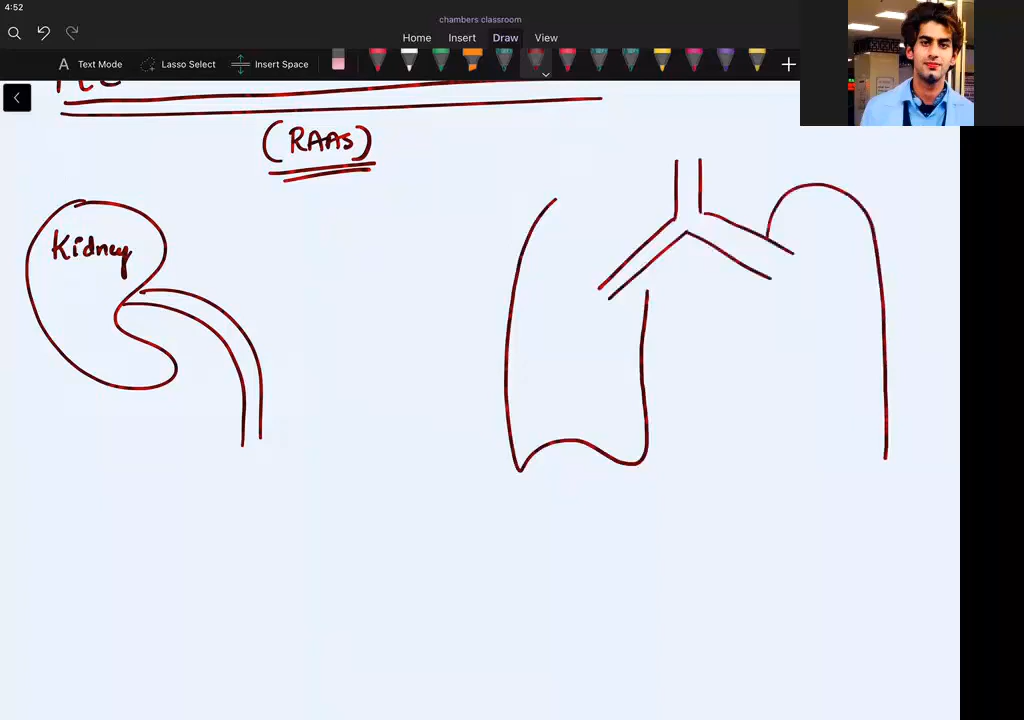 4:52
chambers classroom
Home Insert Draw View
A Text Mode Lasso Select Insert Space
(RAAS)
Kidney